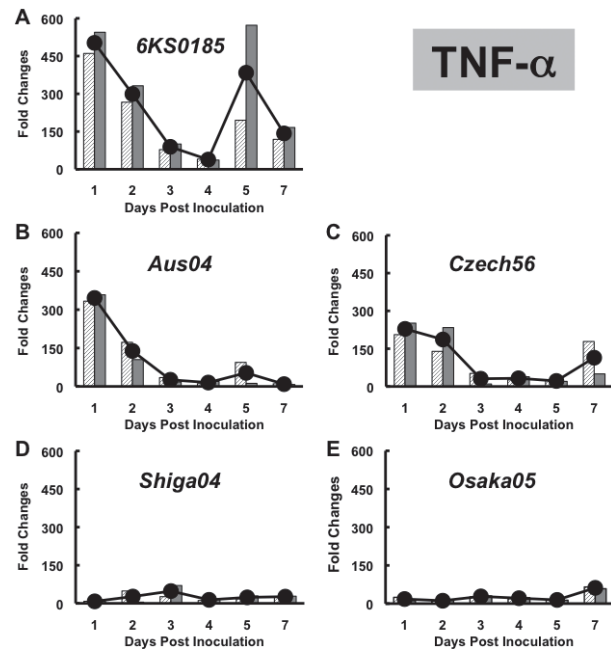 A
6KS0185
TNF-α
Fold Changes
600
450
300
150
0
1 2 3 4 5 7
Days Post Inoculation
B
Aus04
Fold Changes
600
450
300
150
0
1 2 3 4 5 7
Days Post Inoculation
C
Czech56
Fold Changes
600
450
300
150
0
1 2 3 4 5 7
Days Post Inoculation
D
Shiga04
Fold Changes
600
450
300
150
0
1 2 3 4 5 7
Days Post Inoculation
E
Osaka05
Fold Changes
600
450
300
150
0
1 2 3 4 5 7
Days Post Inoculation